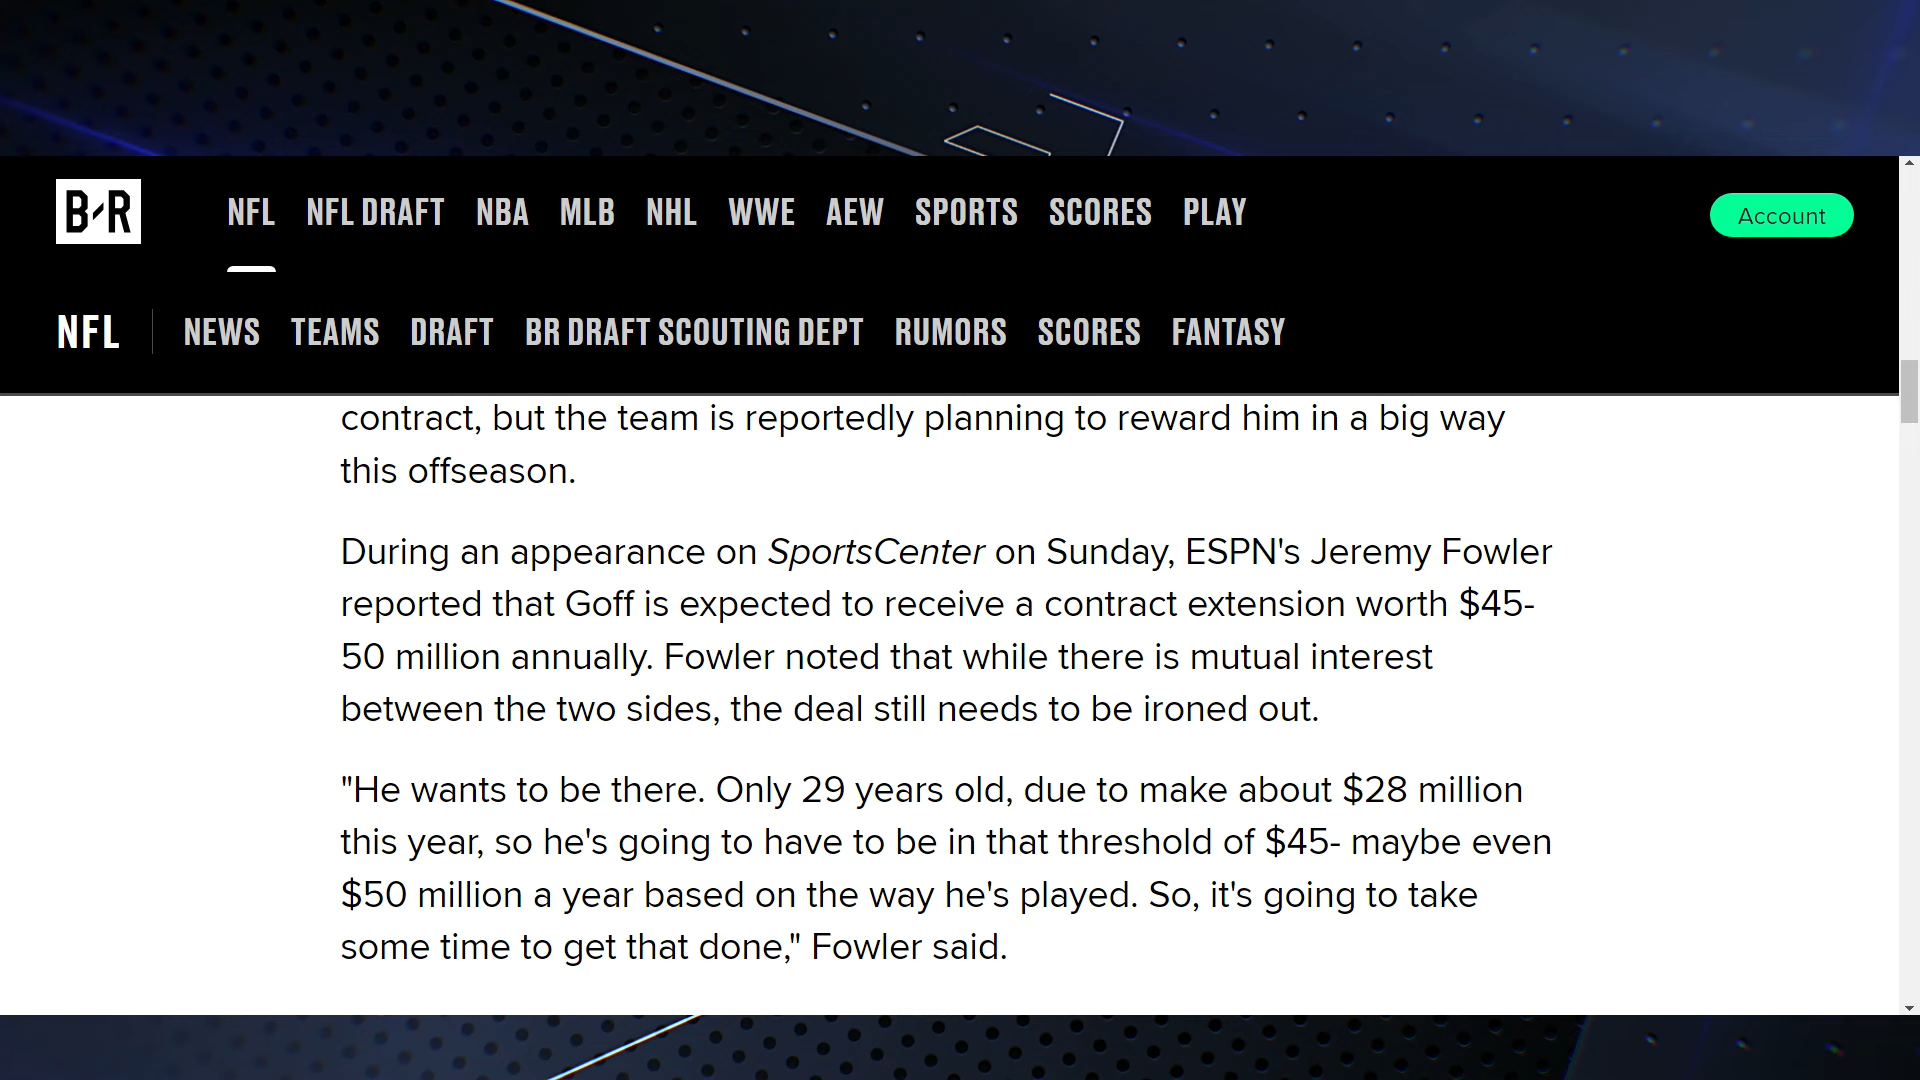 B/R
NFL NFL DRAFT NBA MLB NHL WWE AEW SPORTS SCORES PLAY
Account
NFL NEWS TEAMS DRAFT BR DRAFT SCOUTING DEPT RUMORS SCORES FANTASY
contract, but the team is reportedly planning to reward him in a big way
this offseason.
During an appearance on SportsCenter on Sunday, ESPN's Jeremy Fowler
reported that Goff is expected to receive a contract extension worth $45-
50 million annually. Fowler noted that while there is mutual interest
between the two sides, the deal still needs to be ironed out.
"He wants to be there. Only 29 years old, due to make about $28 million
this year, so he's going to have to be in that threshold of $45- maybe even
$50 million a year based on the way he's played. So, it's going to take
some time to get that done," Fowler said.